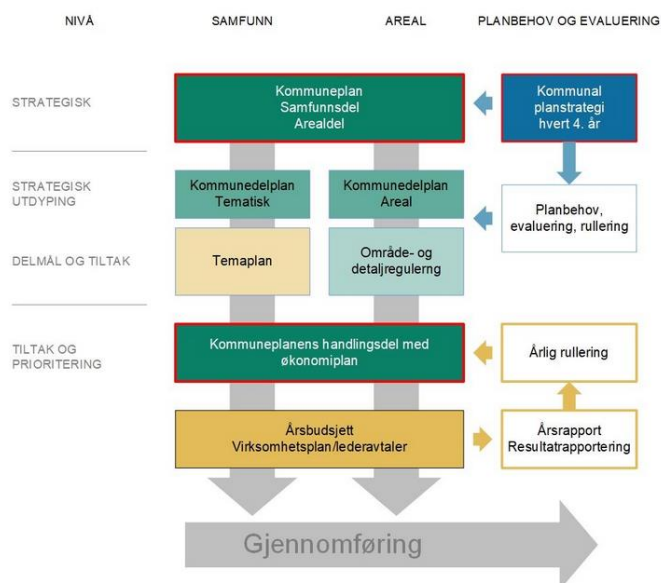 NIVÅ
SAMFUNN
AREAL
PLANBEHOV OG EVALUERING
STRATEGISK
Kommuneplan
Samfunnsdel
Arealdel
Kommunal
planstrategi
hvert 4. år
STRATEGISK
UTDYPING
Kommunedelplan
Tematisk
Kommunedelplan
Areal
Planbehov,
evaluering, rullering
DELMÅL OG TILTAK
Temaplan
Område- og
detaljregulerng
TILTAK OG
PRIORITERING
Kommuneplanens handlingsdel med
økonomiplan
Årlig rullering
Årsbudsjett
Virksomhetsplan/lederavtaler
Årsrapport
Resultatrapportering
Gjennomføring